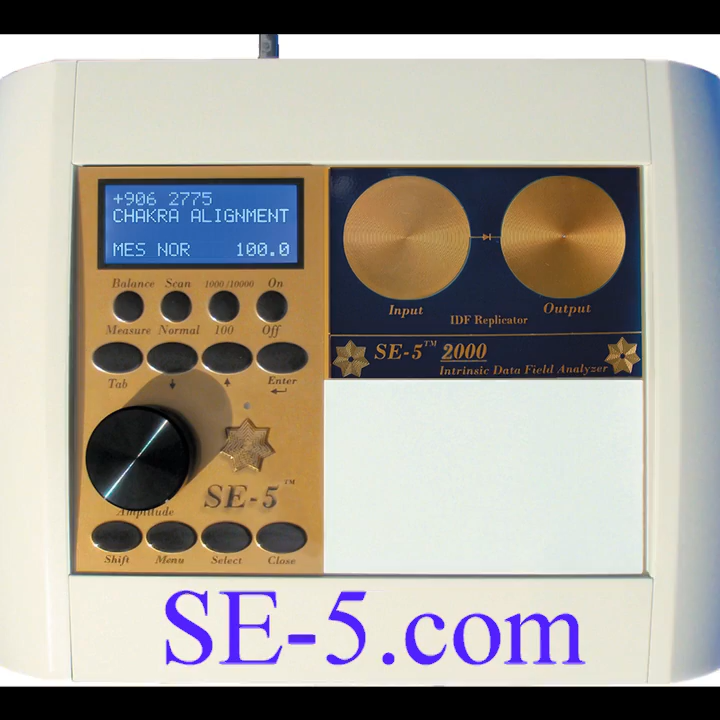 +906 2775
CHAKRA ALIGNMENT
MES NOR 100.0
Balance Scan 1000/10000 On
Measure Normal 100 Off
Tab Enter
Amplitude
SE-5™
Shift Menu Select Close
Input Output
IDF Replicator
SE-5™ 2000
Intrinsic Data Field Analyzer
SE-5.com